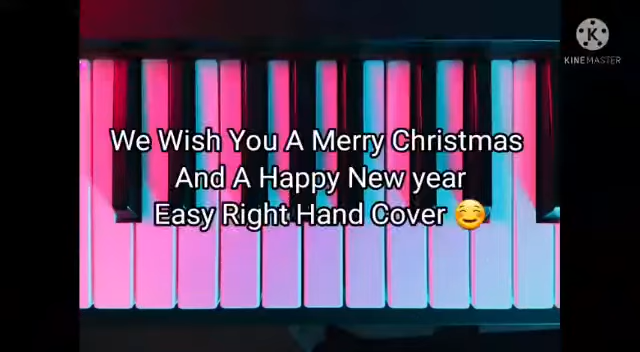 KINEMASTER
We Wish You A Merry Christmas
And A Happy New year
Easy Right Hand Cover ☺️